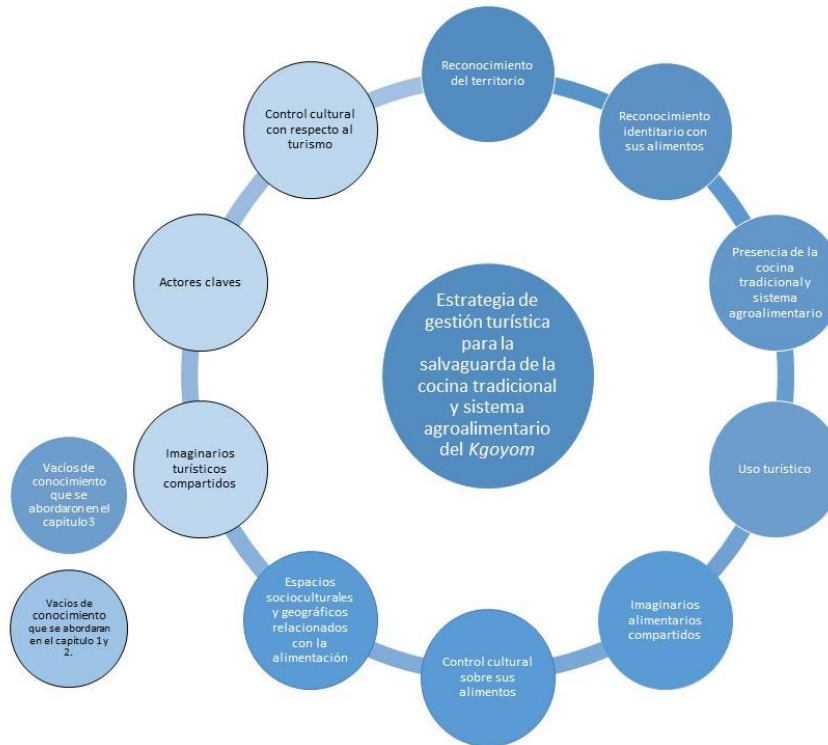 Reconocimiento
del territorio
Reconocimiento
identitario con
sus alimentos
Presencia de la
cocina
tradicional y
sistema
agroalimentario
Uso turístico
Imaginarios
alimentarios
compartidos
Control cultural
sobre sus
alimentos
Espacios
socioculturales
y geográficos
relacionados
con la
alimentación
Imaginarios
turísticos
compartidos
Actores claves
Control cultural
con respecto al
turismo
Estrategia de
gestión turística
para la
salvaguarda de la
cocina tradicional
y sistema
agroalimentario
del Kgoyom
Vacíos de
conocimiento
que se
abordaron en el
capítulo 3
Vacíos de
conocimiento
que se abordaran
en el capítulo 1 y
2.